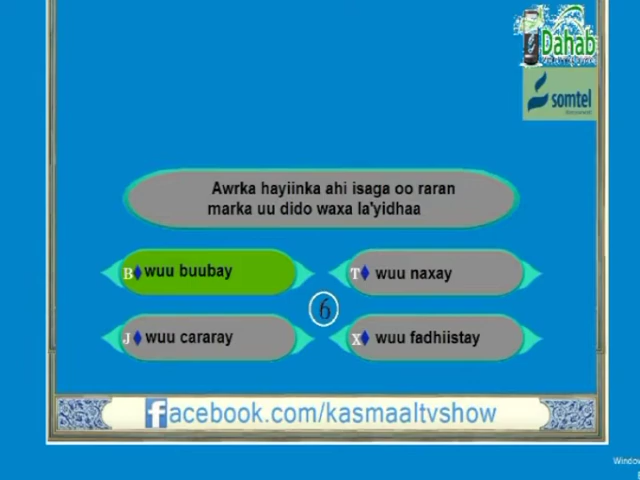 Dahab
somtel
Awrka hayiinka ahi isaga oo raran
marka uu dido waxa la'yidhaa
B wuu buubay
T wuu naxay
6
J wuu cararay
X wuu fadhiistay
facebook.com/kasmaaltvshow